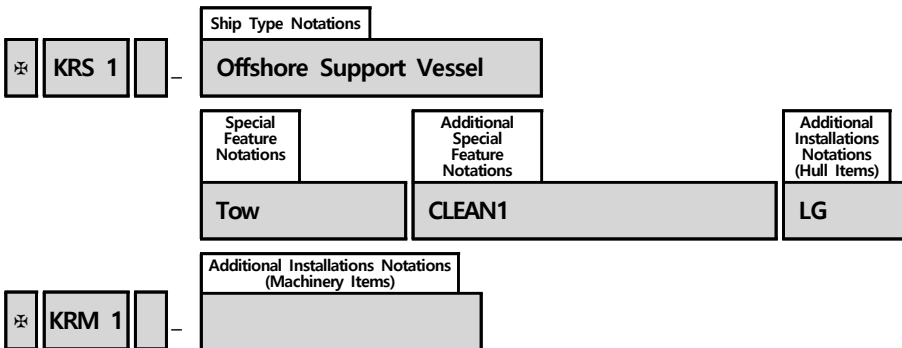 Ship Type Notations
✠ KRS 1 _ Offshore Support Vessel
Special
Feature
Notations
Additional
Special
Feature
Notations
Additional
Installations
Notations
(Hull Items)
Tow
CLEAN1
LG
Additional Installations Notations
(Machinery Items)
✠ KRM 1 _